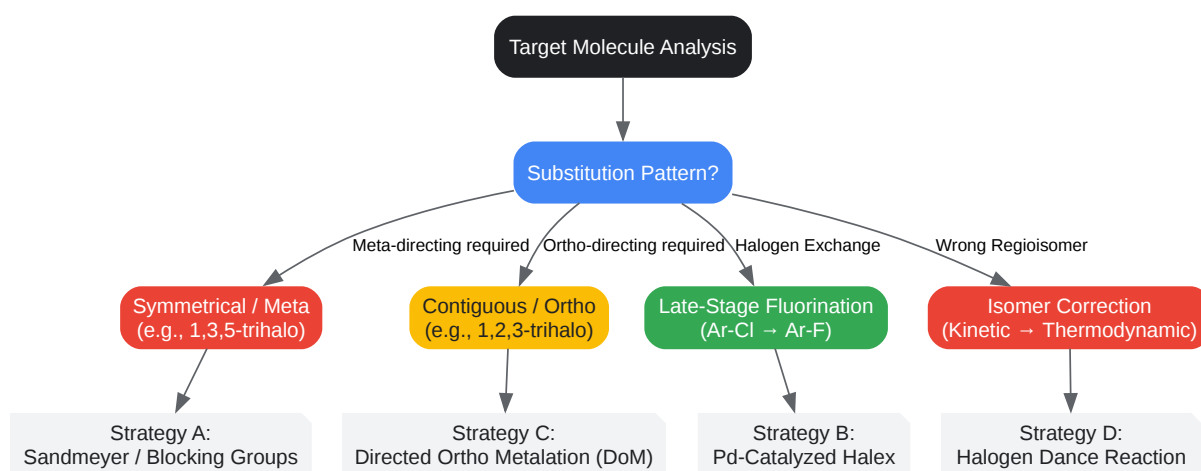 Target Molecule Analysis
Substitution Pattern?
Meta-directing required
Ortho-directing required
Halogen Exchange
Wrong Regioisomer
Symmetrical / Meta
(e.g., 1,3,5-trihalo)
Contiguous / Ortho
(e.g., 1,2,3-trihalo)
Late-Stage Fluorination
(Ar-Cl → Ar-F)
Isomer Correction
(Kinetic → Thermodynamic)
Strategy A:
Sandmeyer / Blocking Groups
Strategy C:
Directed Ortho Metalation (DoM)
Strategy B:
Pd-Catalyzed Halex
Strategy D:
Halogen Dance Reaction